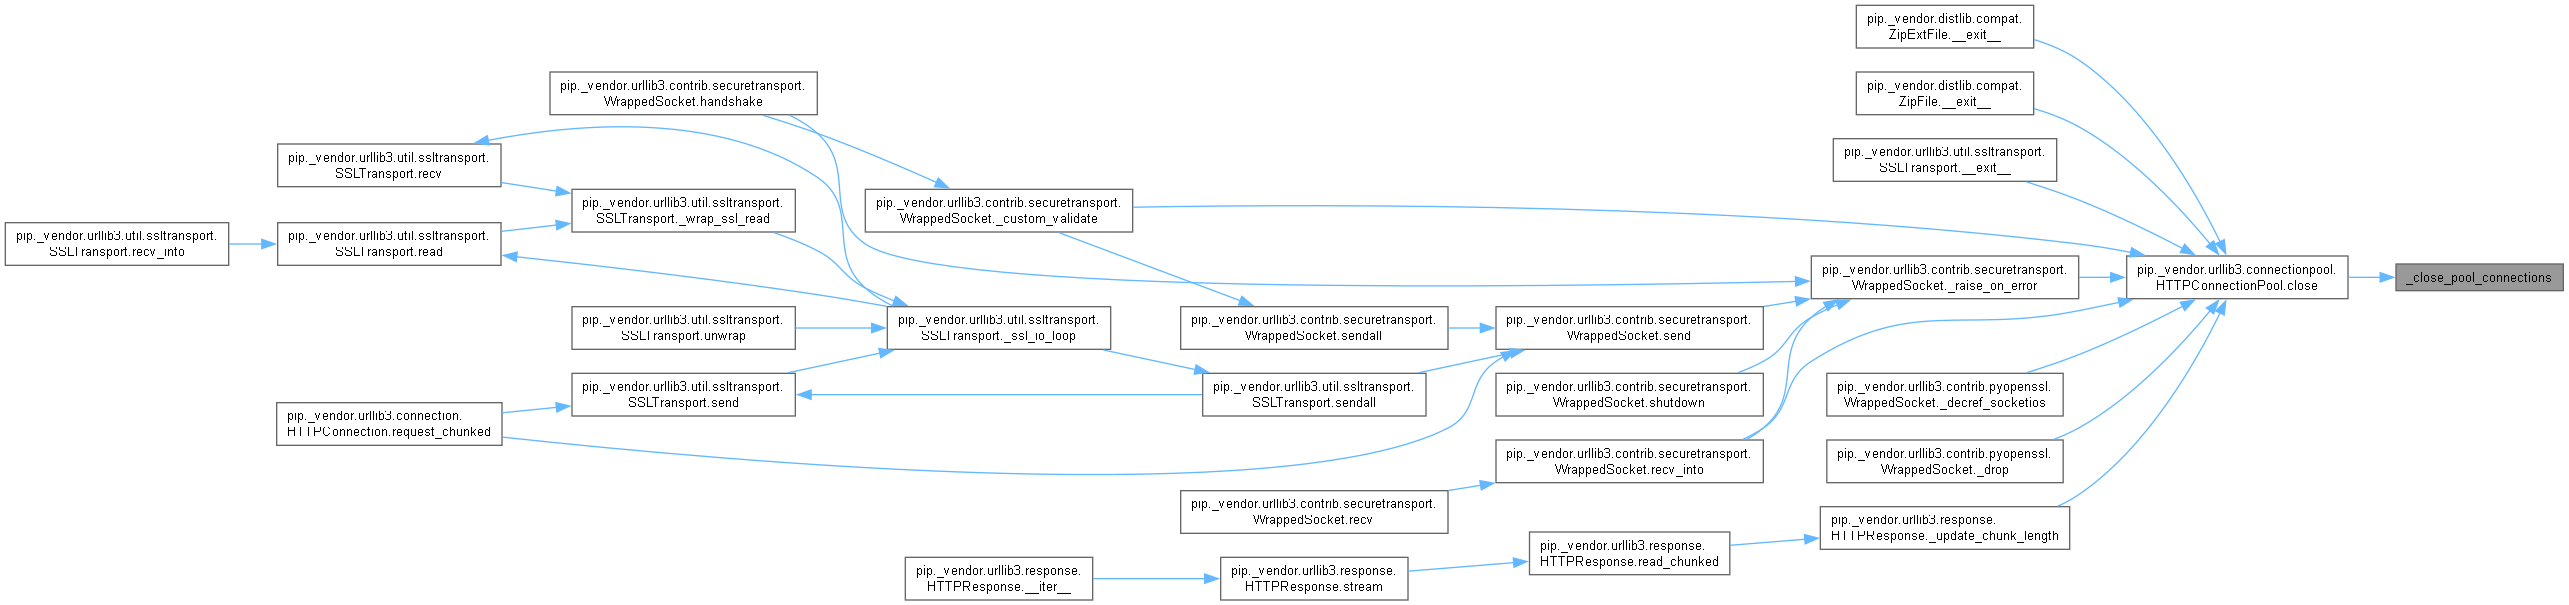 pip._vendor.distlib.compat.
ZipExtFile.__exit__
pip._vendor.urllib3.contrib.securetransport.
WrappedSocket.handshake
pip._vendor.distlib.compat.
ZipFile.__exit__
pip._vendor.urllib3.util.ssltransport.
SSLTransport.recv
pip._vendor.urllib3.util.ssltransport.
SSLTransport.__exit__
pip._vendor.urllib3.util.ssltransport.
SSLTransport._wrap_ssl_read
pip._vendor.urllib3.contrib.securetransport.
WrappedSocket._custom_validate
pip._vendor.urllib3.util.ssltransport.
SSLTransport.recv_into
pip._vendor.urllib3.util.ssltransport.
SSLTransport.read
pip._vendor.urllib3.contrib.securetransport.
WrappedSocket._raise_on_error
pip._vendor.urllib3.connectionpool.
HTTPConnectionPool.close
_close_pool_connections
pip._vendor.urllib3.util.ssltransport.
SSLTransport.unwrap
pip._vendor.urllib3.util.ssltransport.
SSLTransport._ssl_io_loop
pip._vendor.urllib3.contrib.securetransport.
WrappedSocket.sendall
pip._vendor.urllib3.contrib.securetransport.
WrappedSocket.send
pip._vendor.urllib3.util.ssltransport.
SSLTransport.send
pip._vendor.urllib3.util.ssltransport.
SSLTransport.sendall
pip._vendor.urllib3.contrib.securetransport.
WrappedSocket.shutdown
pip._vendor.urllib3.contrib.pyopenssl.
WrappedSocket._decref_socketios
pip._vendor.urllib3.connection.
HTTPConnection.request_chunked
pip._vendor.urllib3.contrib.securetransport.
WrappedSocket.recv_into
pip._vendor.urllib3.contrib.pyopenssl.
WrappedSocket._drop
pip._vendor.urllib3.contrib.securetransport.
WrappedSocket.recv
pip._vendor.urllib3.response.
HTTPResponse._update_chunk_length
pip._vendor.urllib3.response.
HTTPResponse.read_chunked
pip._vendor.urllib3.response.
HTTPResponse.__iter__
pip._vendor.urllib3.response.
HTTPResponse.stream